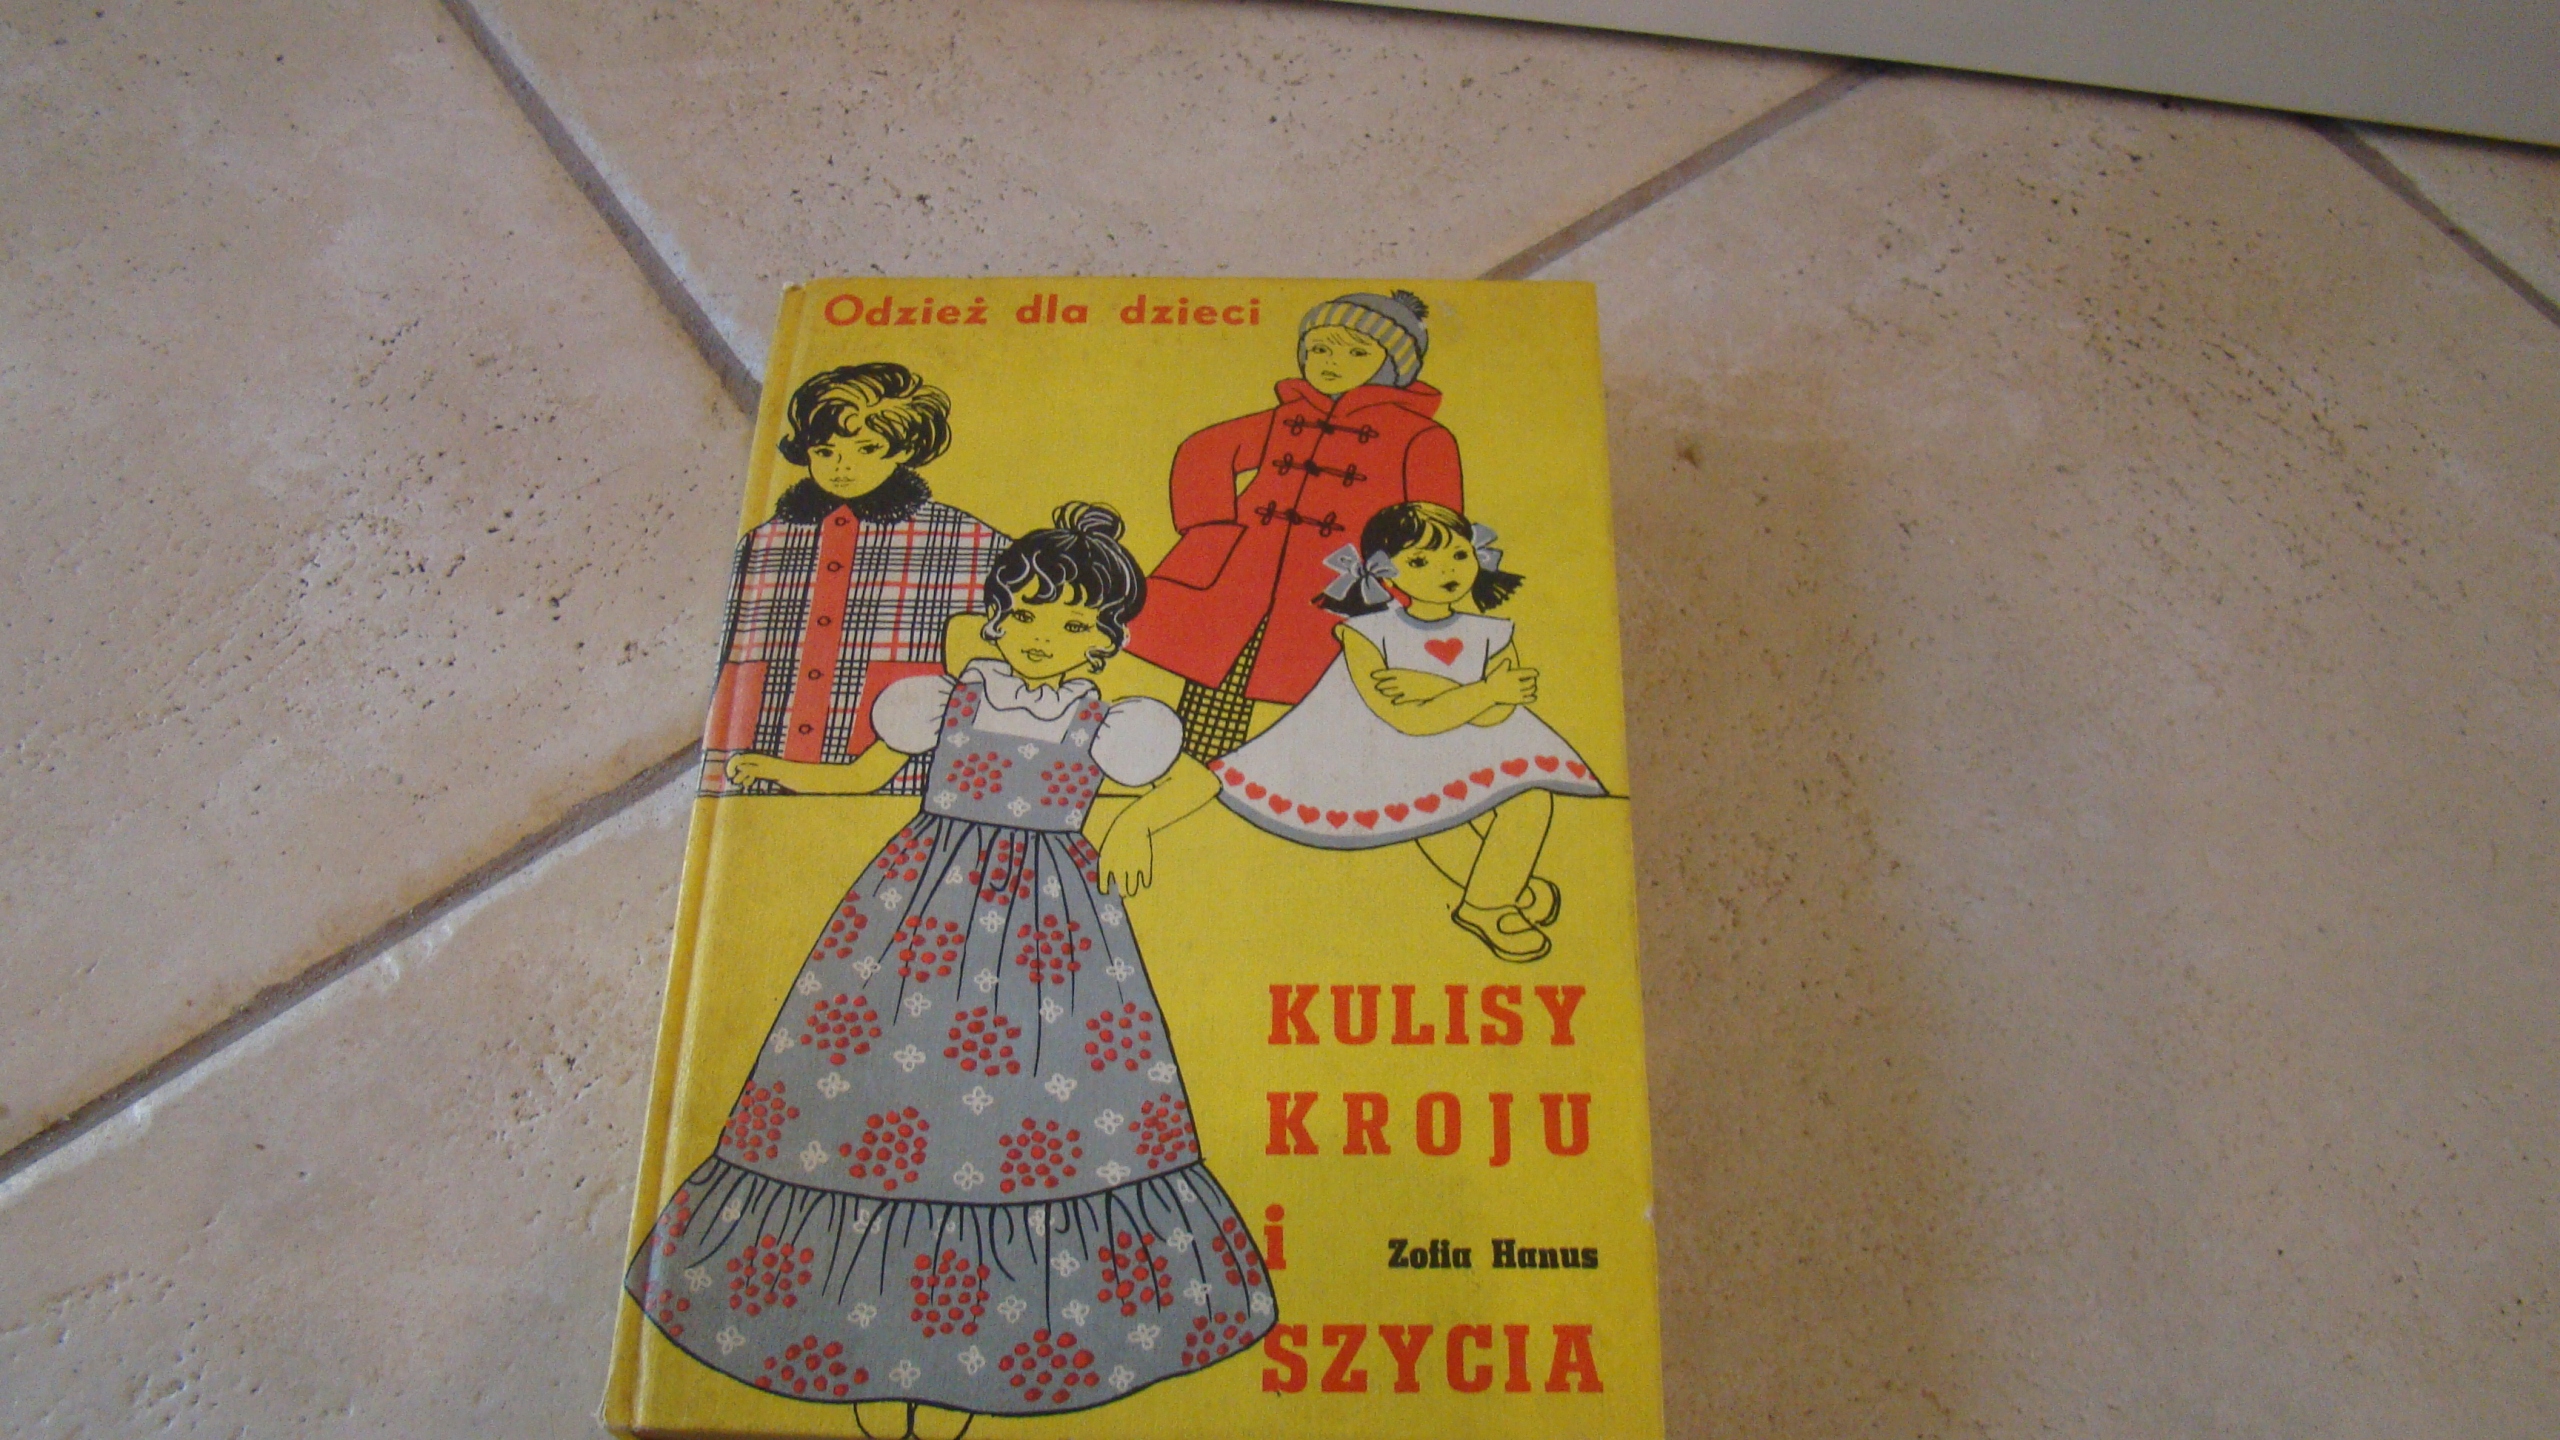 Odzież dla dzieci
KULISY
KROJU
i
Zofia Hanus
SZYCIA